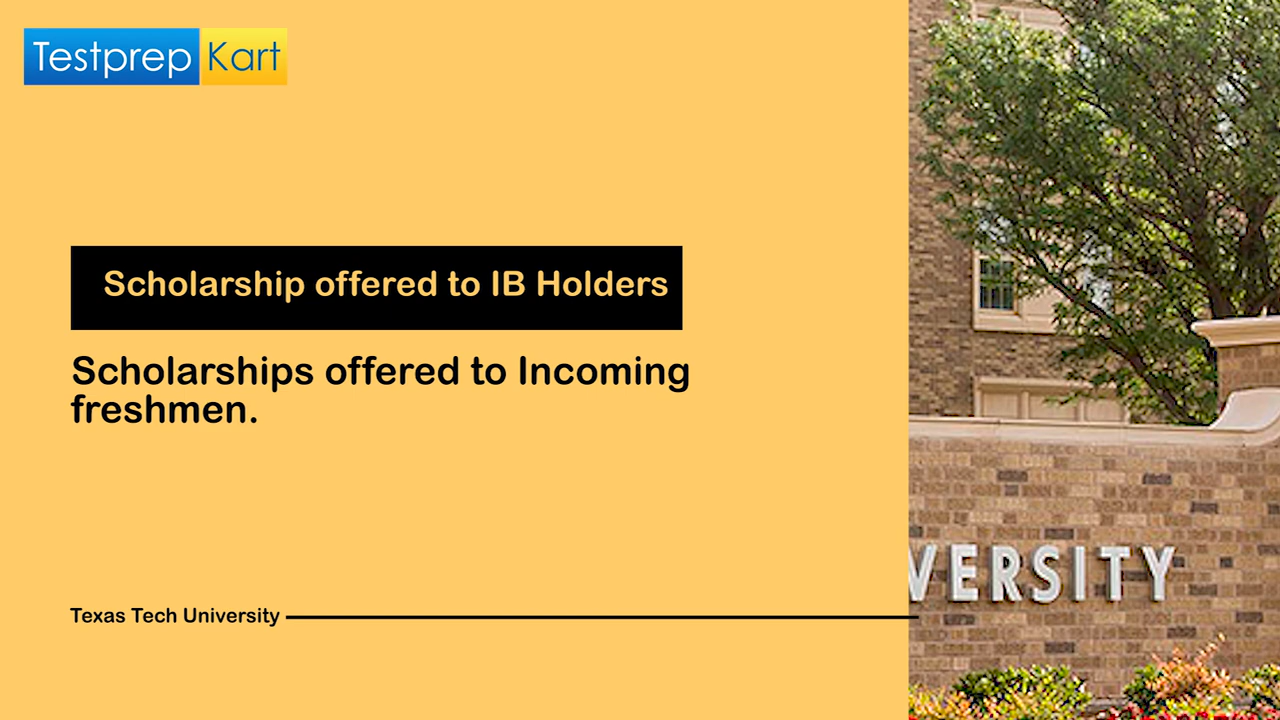 Testprep Kart
Scholarship offered to IB Holders
Scholarships offered to Incoming
freshmen.
VERSITY
Texas Tech University